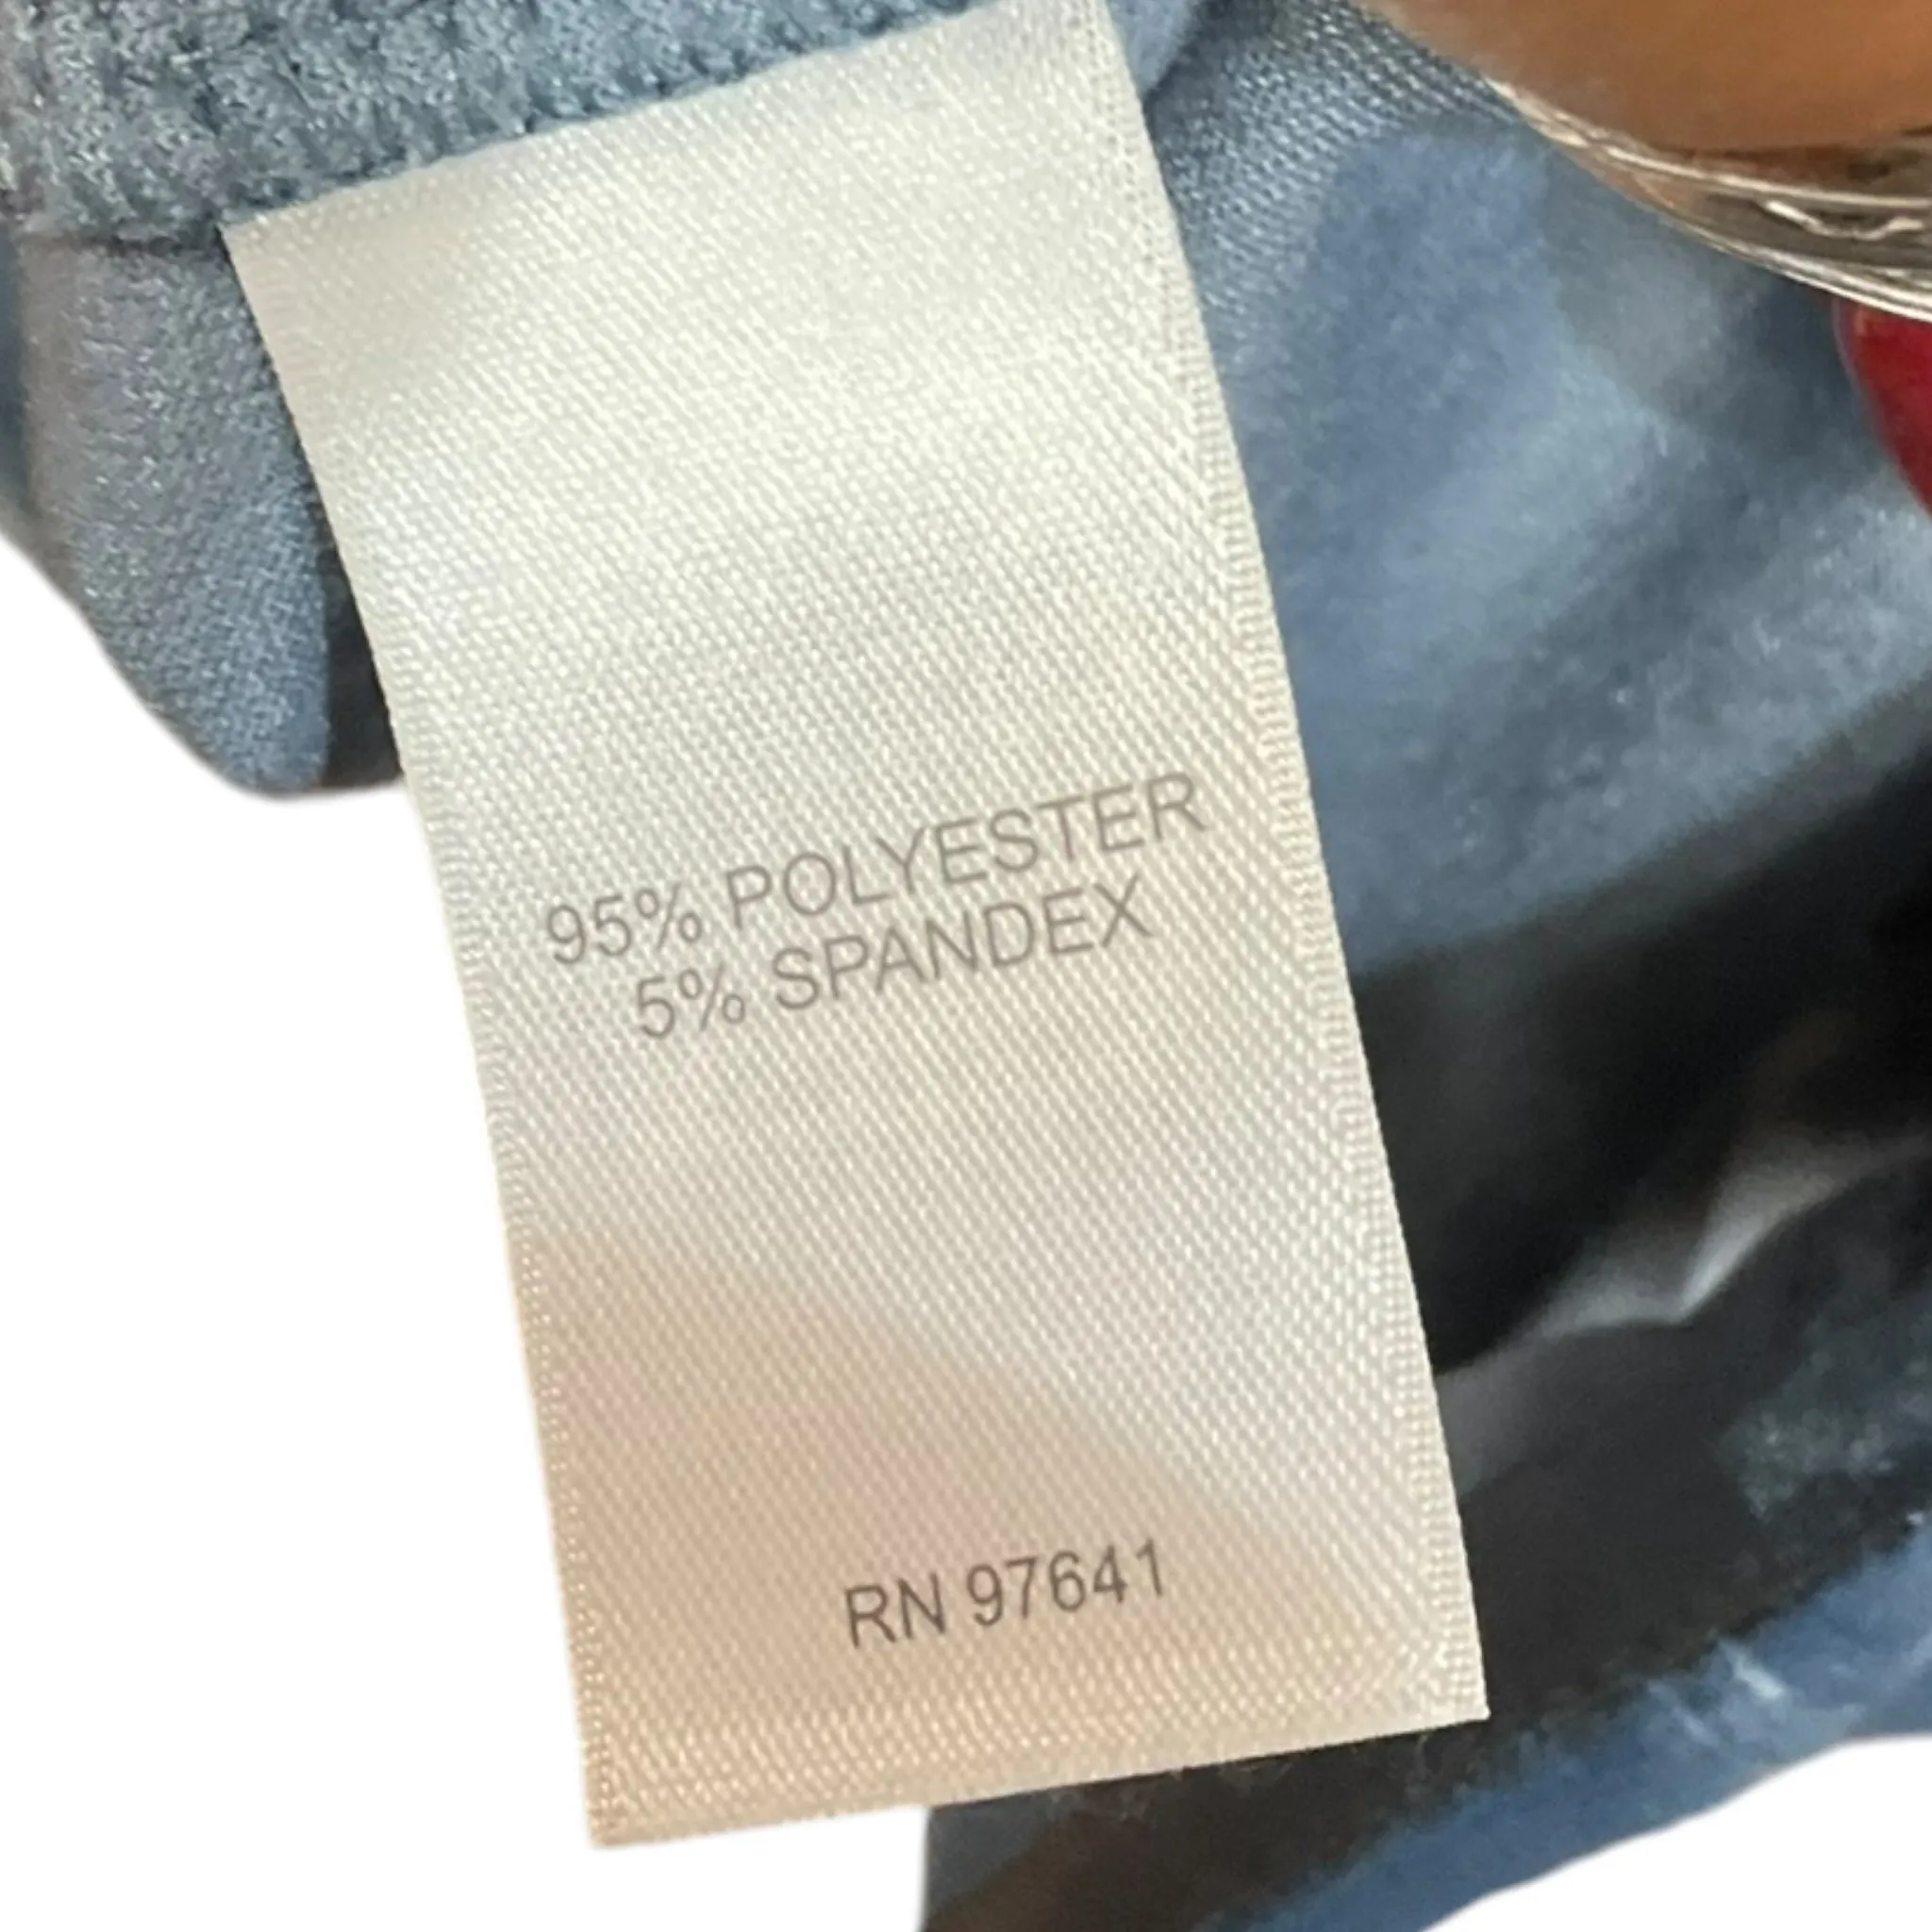 95% POLYESTER
5% SPANDEX
RN 97641